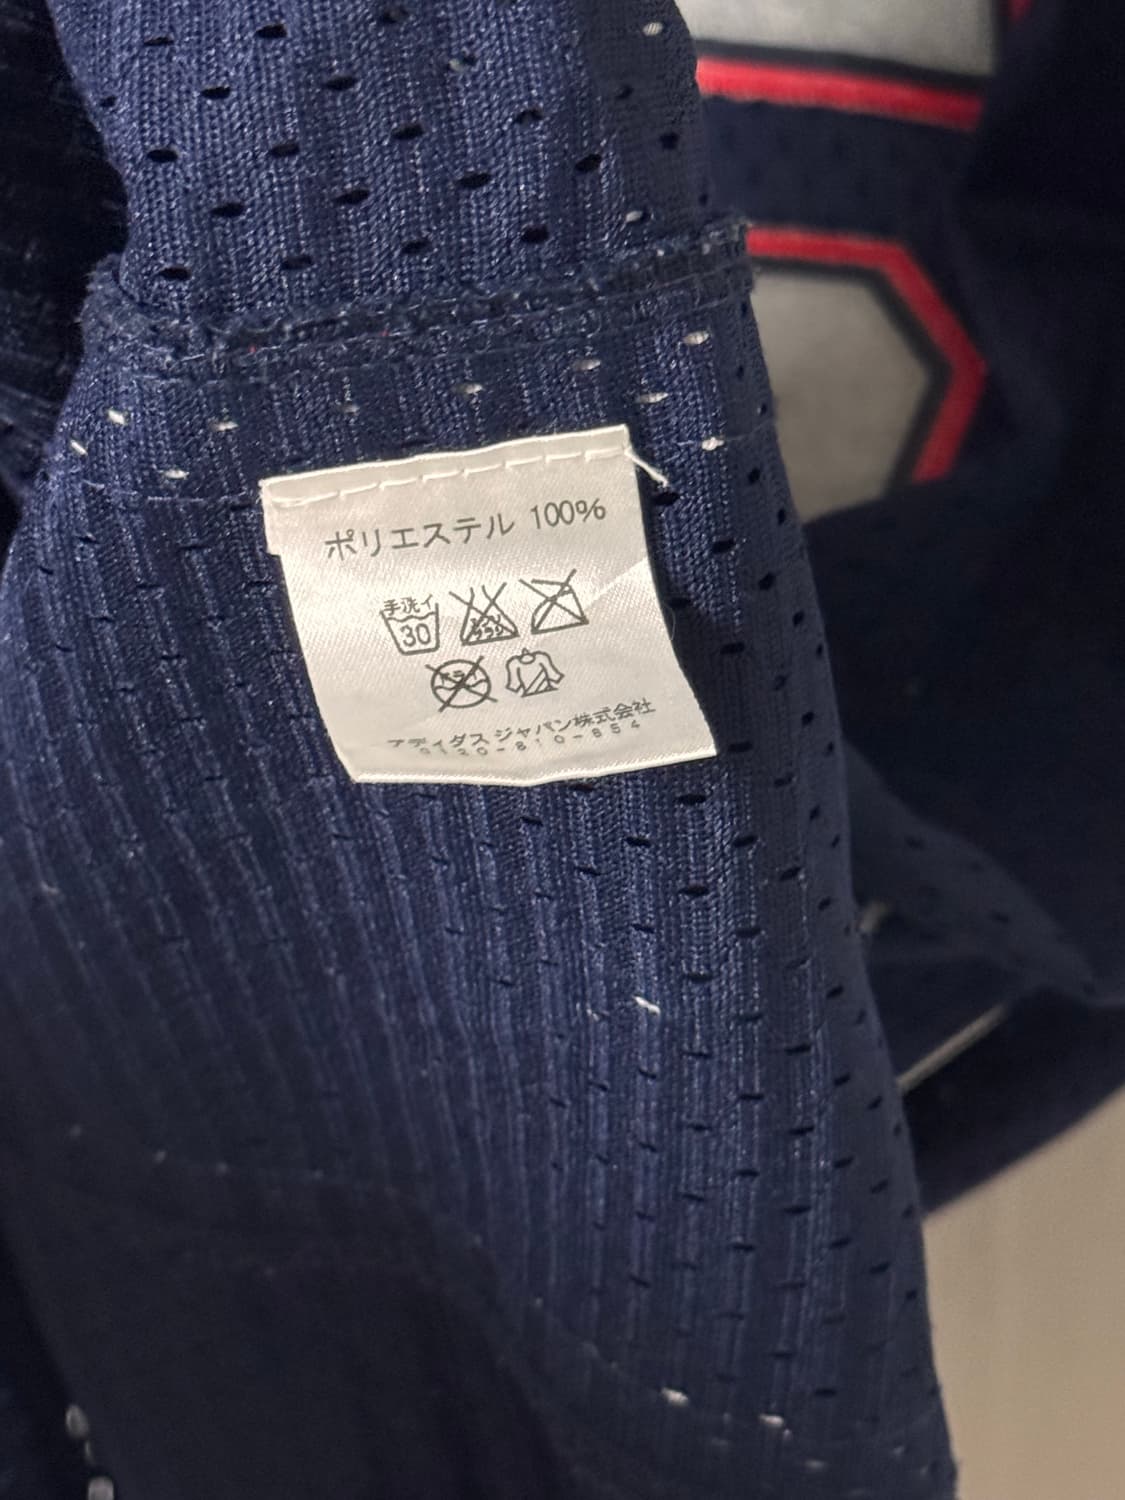 ポリエステル 100%
手洗イ
30
アディダス ジャパン株式会社